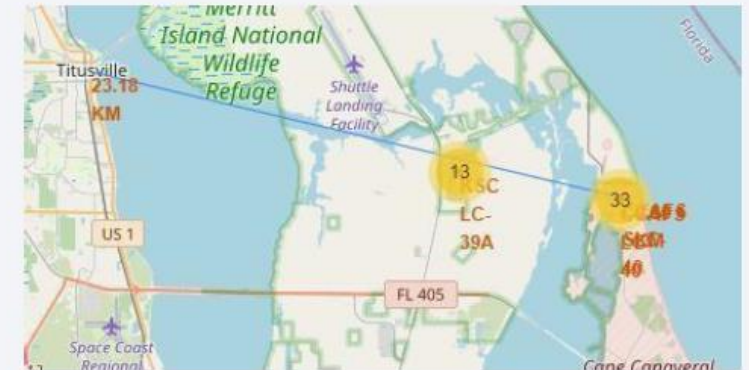 Merritt
Island National
Wildlife
Refuge
Florida
Titusville
23.18
KM
Shuttle
Landing
Facility
13
KSC
LC-
39A
33
40
US 1
FL 405
Space Coast
Regional
Cape Canaveral